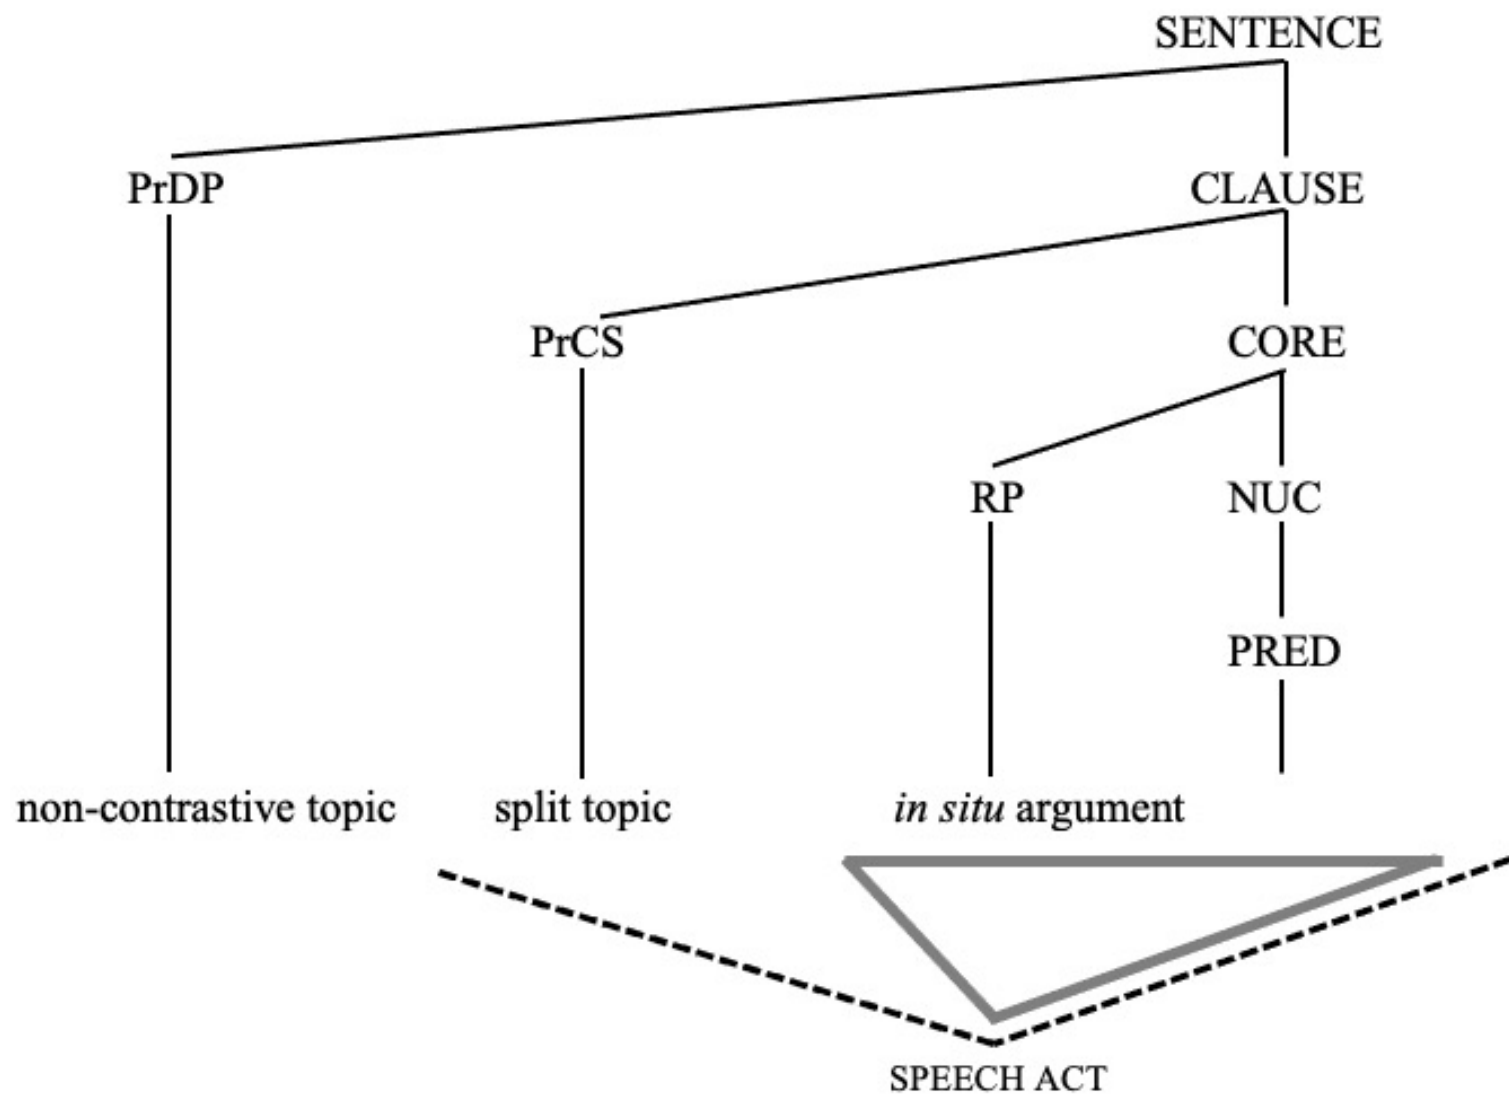 SENTENCE
PrDP CLAUSE
PrCS CORE
RP NUC
PRED
non-contrastive topic split topic in situ argument
SPEECH ACT